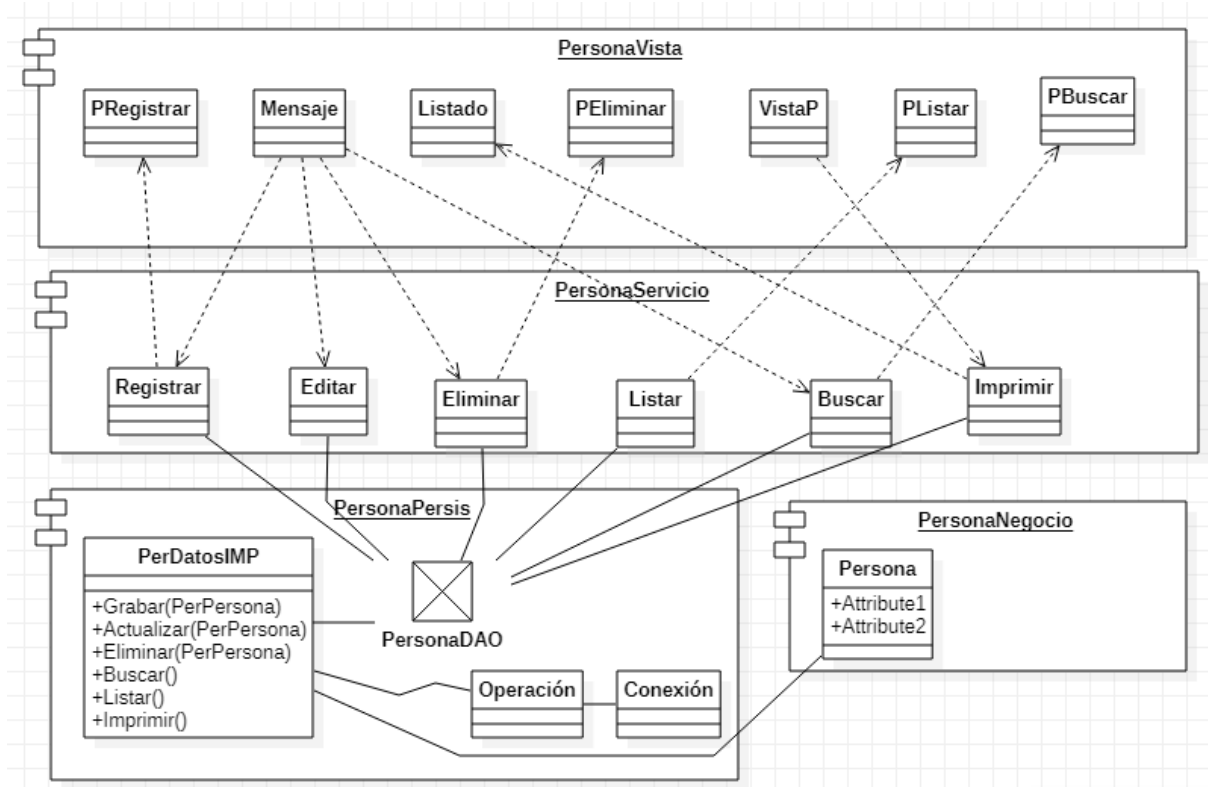 PersonaVista
PRegistrar
Mensaje
Listado
PEliminar
VistaP
PListar
PBuscar
PersonaServicio
Registrar
Editar
Eliminar
Listar
Buscar
Imprimir
PersonaPersis
PerDatosIMP
+Grabar(PerPersona)
+Actualizar(PerPersona)
+Eliminar(PerPersona)
+Buscar()
+Listar()
+Imprimir()
PersonaDAO
Operación
Conexión
PersonaNegocio
Persona
+Attribute1
+Attribute2